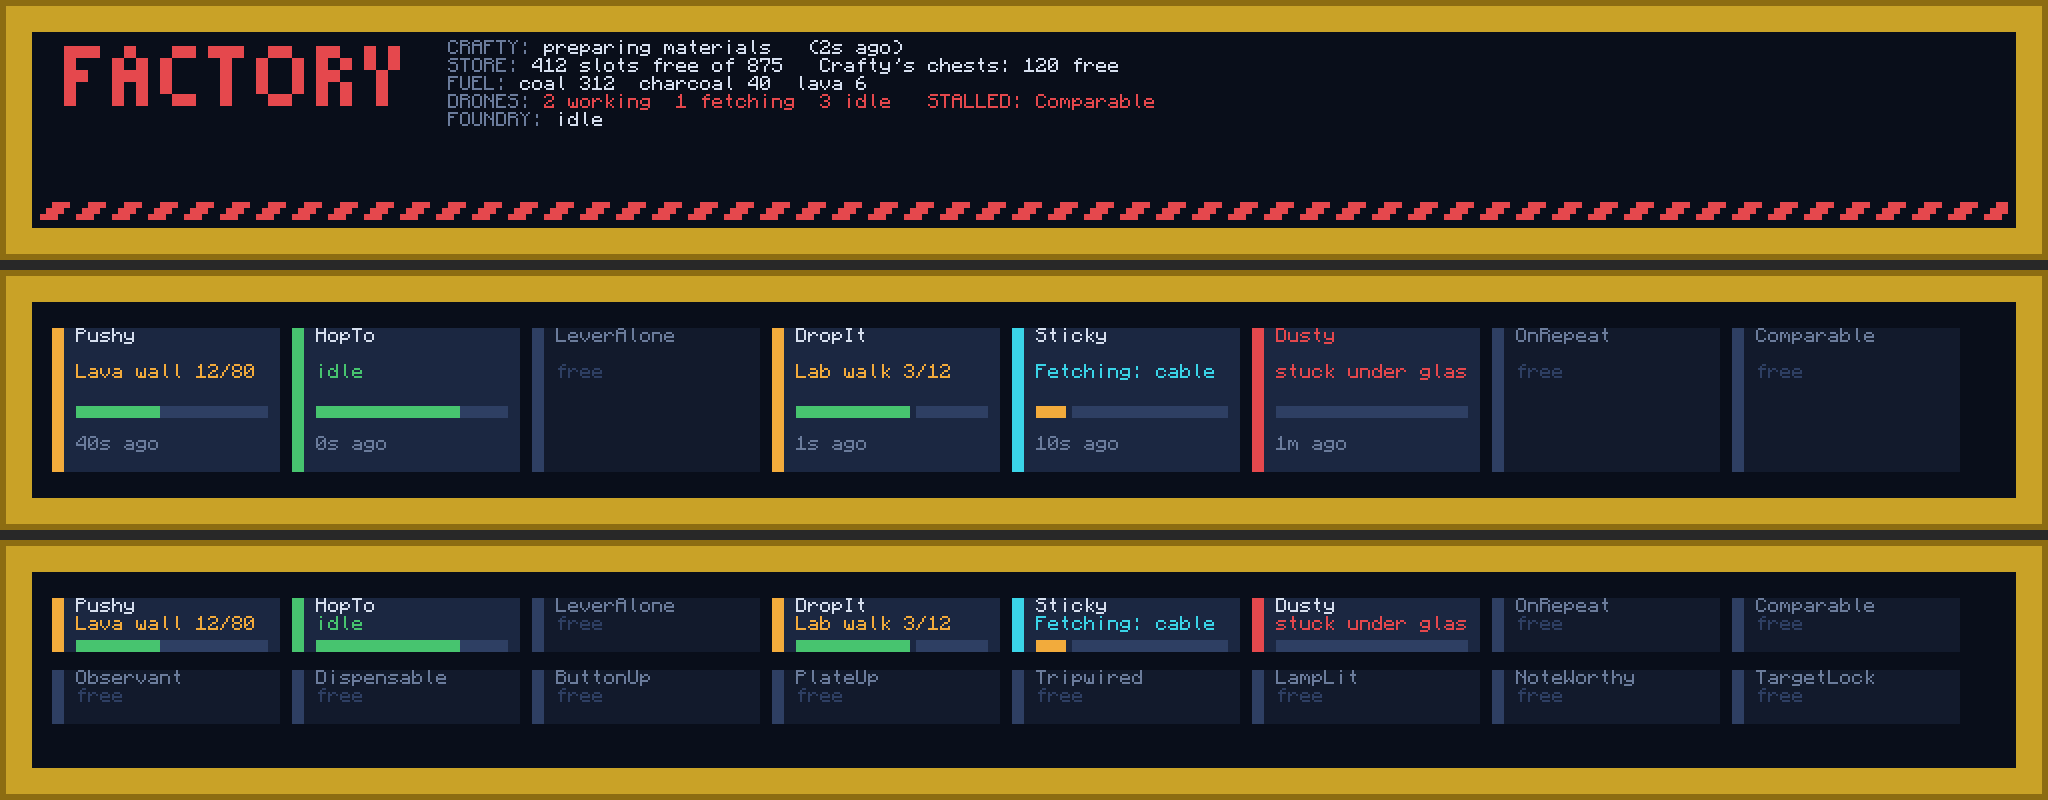 FACTORY
CRAFTY: preparing materials (2s ago)
STORE: 412 slots free of 875 Crafty's chests: 120 free
FUEL: coal 312 charcoal 40 lava 6
DRONES: 2 working 1 fetching 3 idle STALLED: Comparable
FOUNDRY: idle
Pushy HopTo LeverAlone DropIt Sticky Dusty OnRepeat Comparable
Lava wall 12/80 idle free Lab walk 3/12 Fetching: cable stuck under glas free free
40s ago 0s ago 1s ago 10s ago 1m ago
Pushy HopTo LeverAlone DropIt Sticky Dusty OnRepeat Comparable
Lava wall 12/80 idle free Lab walk 3/12 Fetching: cable stuck under glas free free
Observant Dispensable ButtonUp PlateUp Tripwired LampLit NoteWorthy TargetLock
free free free free free free free free